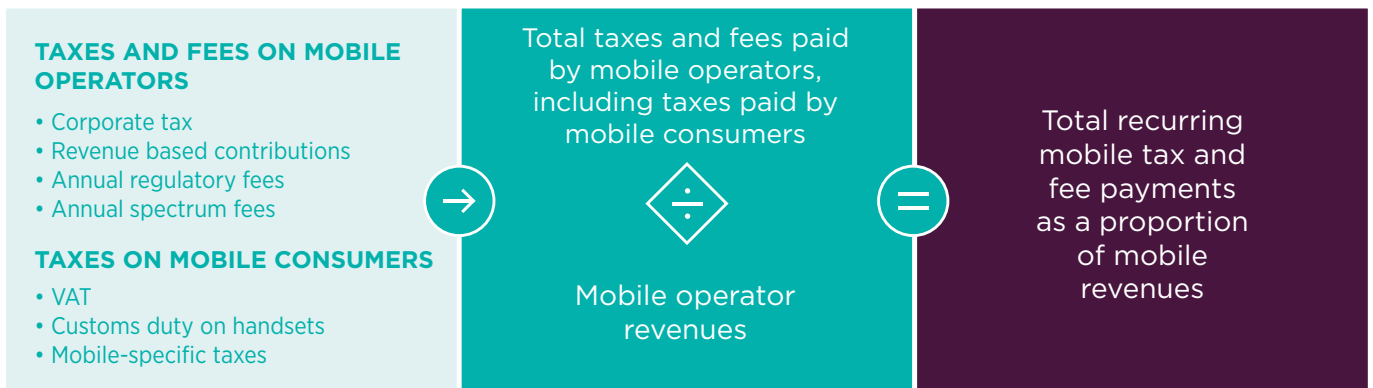 TAXES AND FEES ON MOBILE
OPERATORS
• Corporate tax
• Revenue based contributions
• Annual regulatory fees
• Annual spectrum fees
TAXES ON MOBILE CONSUMERS
• VAT
• Customs duty on handsets
• Mobile-specific taxes
→
Total taxes and fees paid
by mobile operators,
including taxes paid by
mobile consumers
÷
Mobile operator
revenues
=
Total recurring
mobile tax and
fee payments
as a proportion
of mobile
revenues